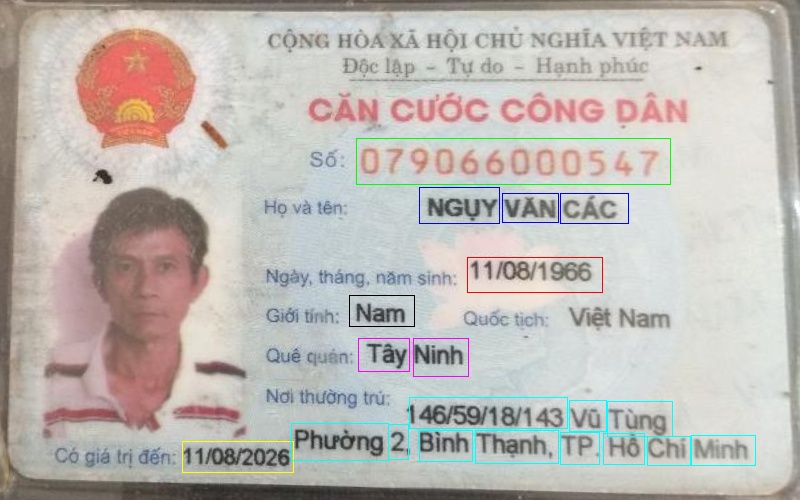 CỘNG HÒA XÃ HỘI CHỦ NGHĨA VIỆT NAM
Độc lập - Tự do - Hạnh phúc
CĂN CƯỚC CÔNG DÂN
Số: 079066000547
Họ và tên: NGỤY VĂN CÁC
Ngày, tháng, năm sinh: 11/08/1966
Giới tính: Nam Quốc tịch: Việt Nam
Quê quán: Tây Ninh
Nơi thường trú: 146/59/18/143 Vũ Tùng
Phường 2, Bình Thạnh, TP. Hồ Chí Minh
Có giá trị đến: 11/08/2026